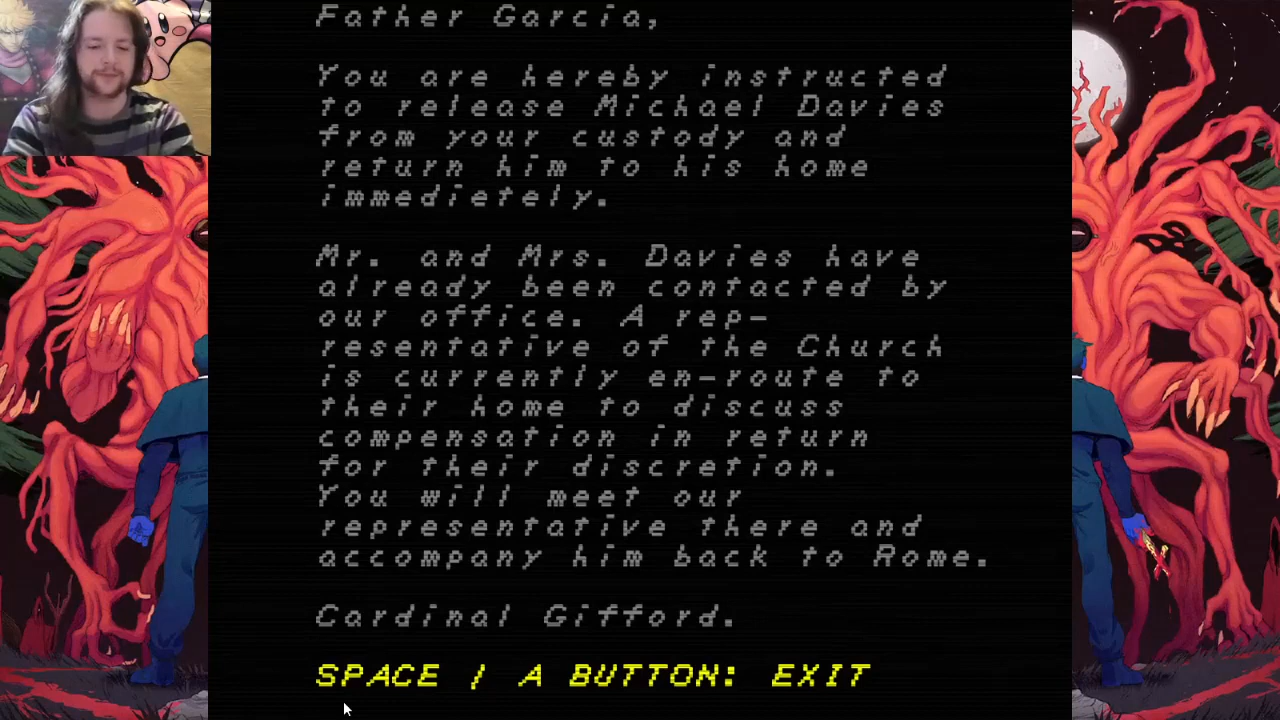 Father Garcia,
You are hereby instructed
to release Michael Davies
from your custody and
return him to his home
immedietely.
Mr. and Mrs. Davies have
already been contacted by
our office. A rep-
resentative of the Church
is currently en-route to
their home to discuss
compensation in return
for their discretion.
You will meet our
representative there and
accompany him back to Rome.
Cardinal Gifford.
SPACE / A BUTTON: EXIT